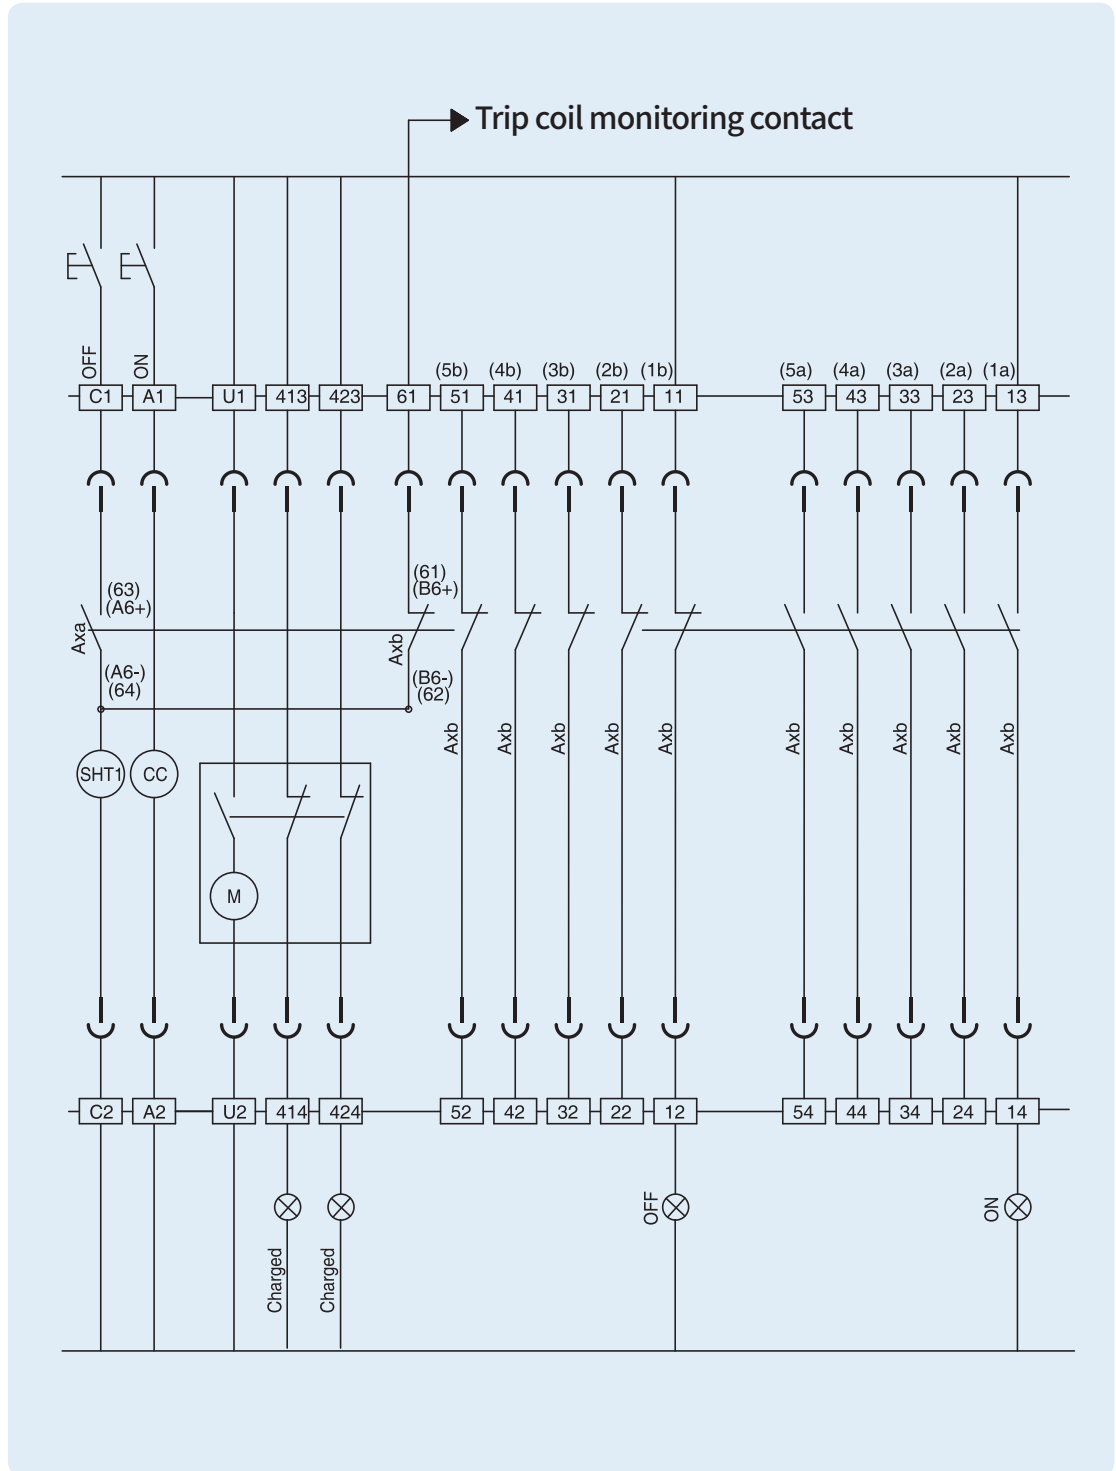 Trip coil monitoring contact
OFF
ON
(5b) (4b) (3b) (2b) (1b) (5a) (4a) (3a) (2a) (1a)
C1 A1 U1 413 423 61 51 41 31 21 11 53 43 33 23 13
(63)
(A6+)
(61)
(B6+)
Axa
Axb
(A6-)
(64)
(B6-)
(62)
Axb Axb Axb Axb Axb Axb Axb Axb Axb Axb
SHT1 CC
M
C2 A2 U2 414 424 52 42 32 22 12 54 44 34 24 14
OFF
ON
Charged
Charged